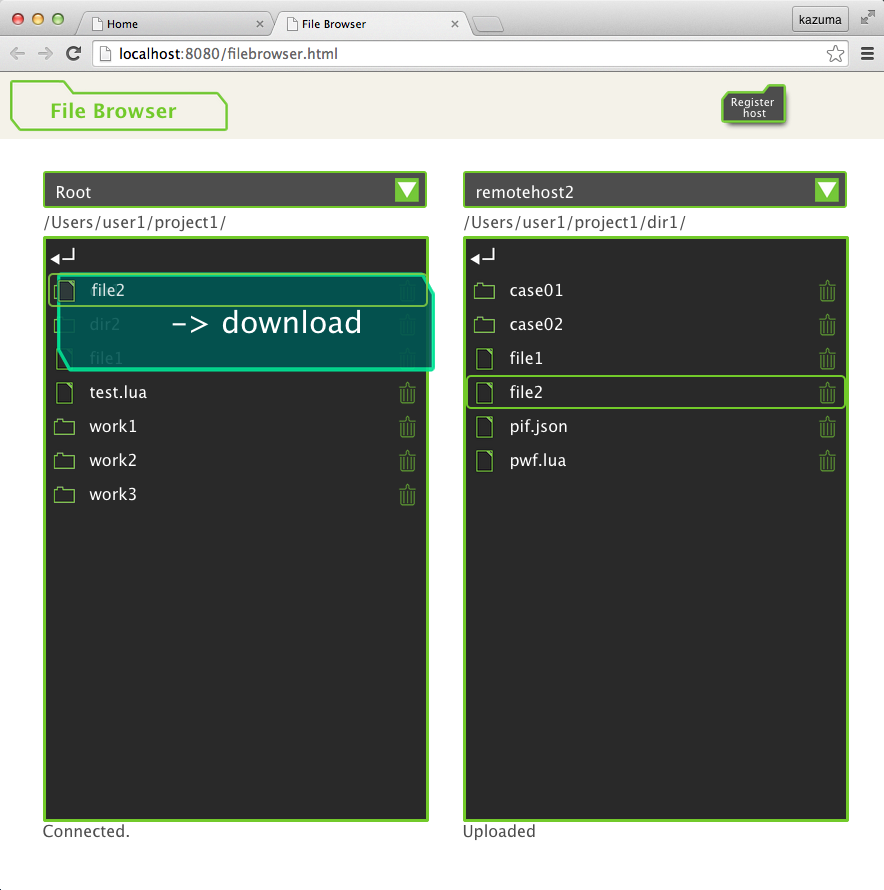 Home
File Browser
kazuma
localhost:8080/filebrowser.html
File Browser
Register
host
Root
/Users/user1/project1/
file2
dir2
-> download
file1
test.lua
work1
work2
work3
Connected.
remotehost2
/Users/user1/project1/dir1/
case01
case02
file1
file2
pif.json
pwf.lua
Uploaded